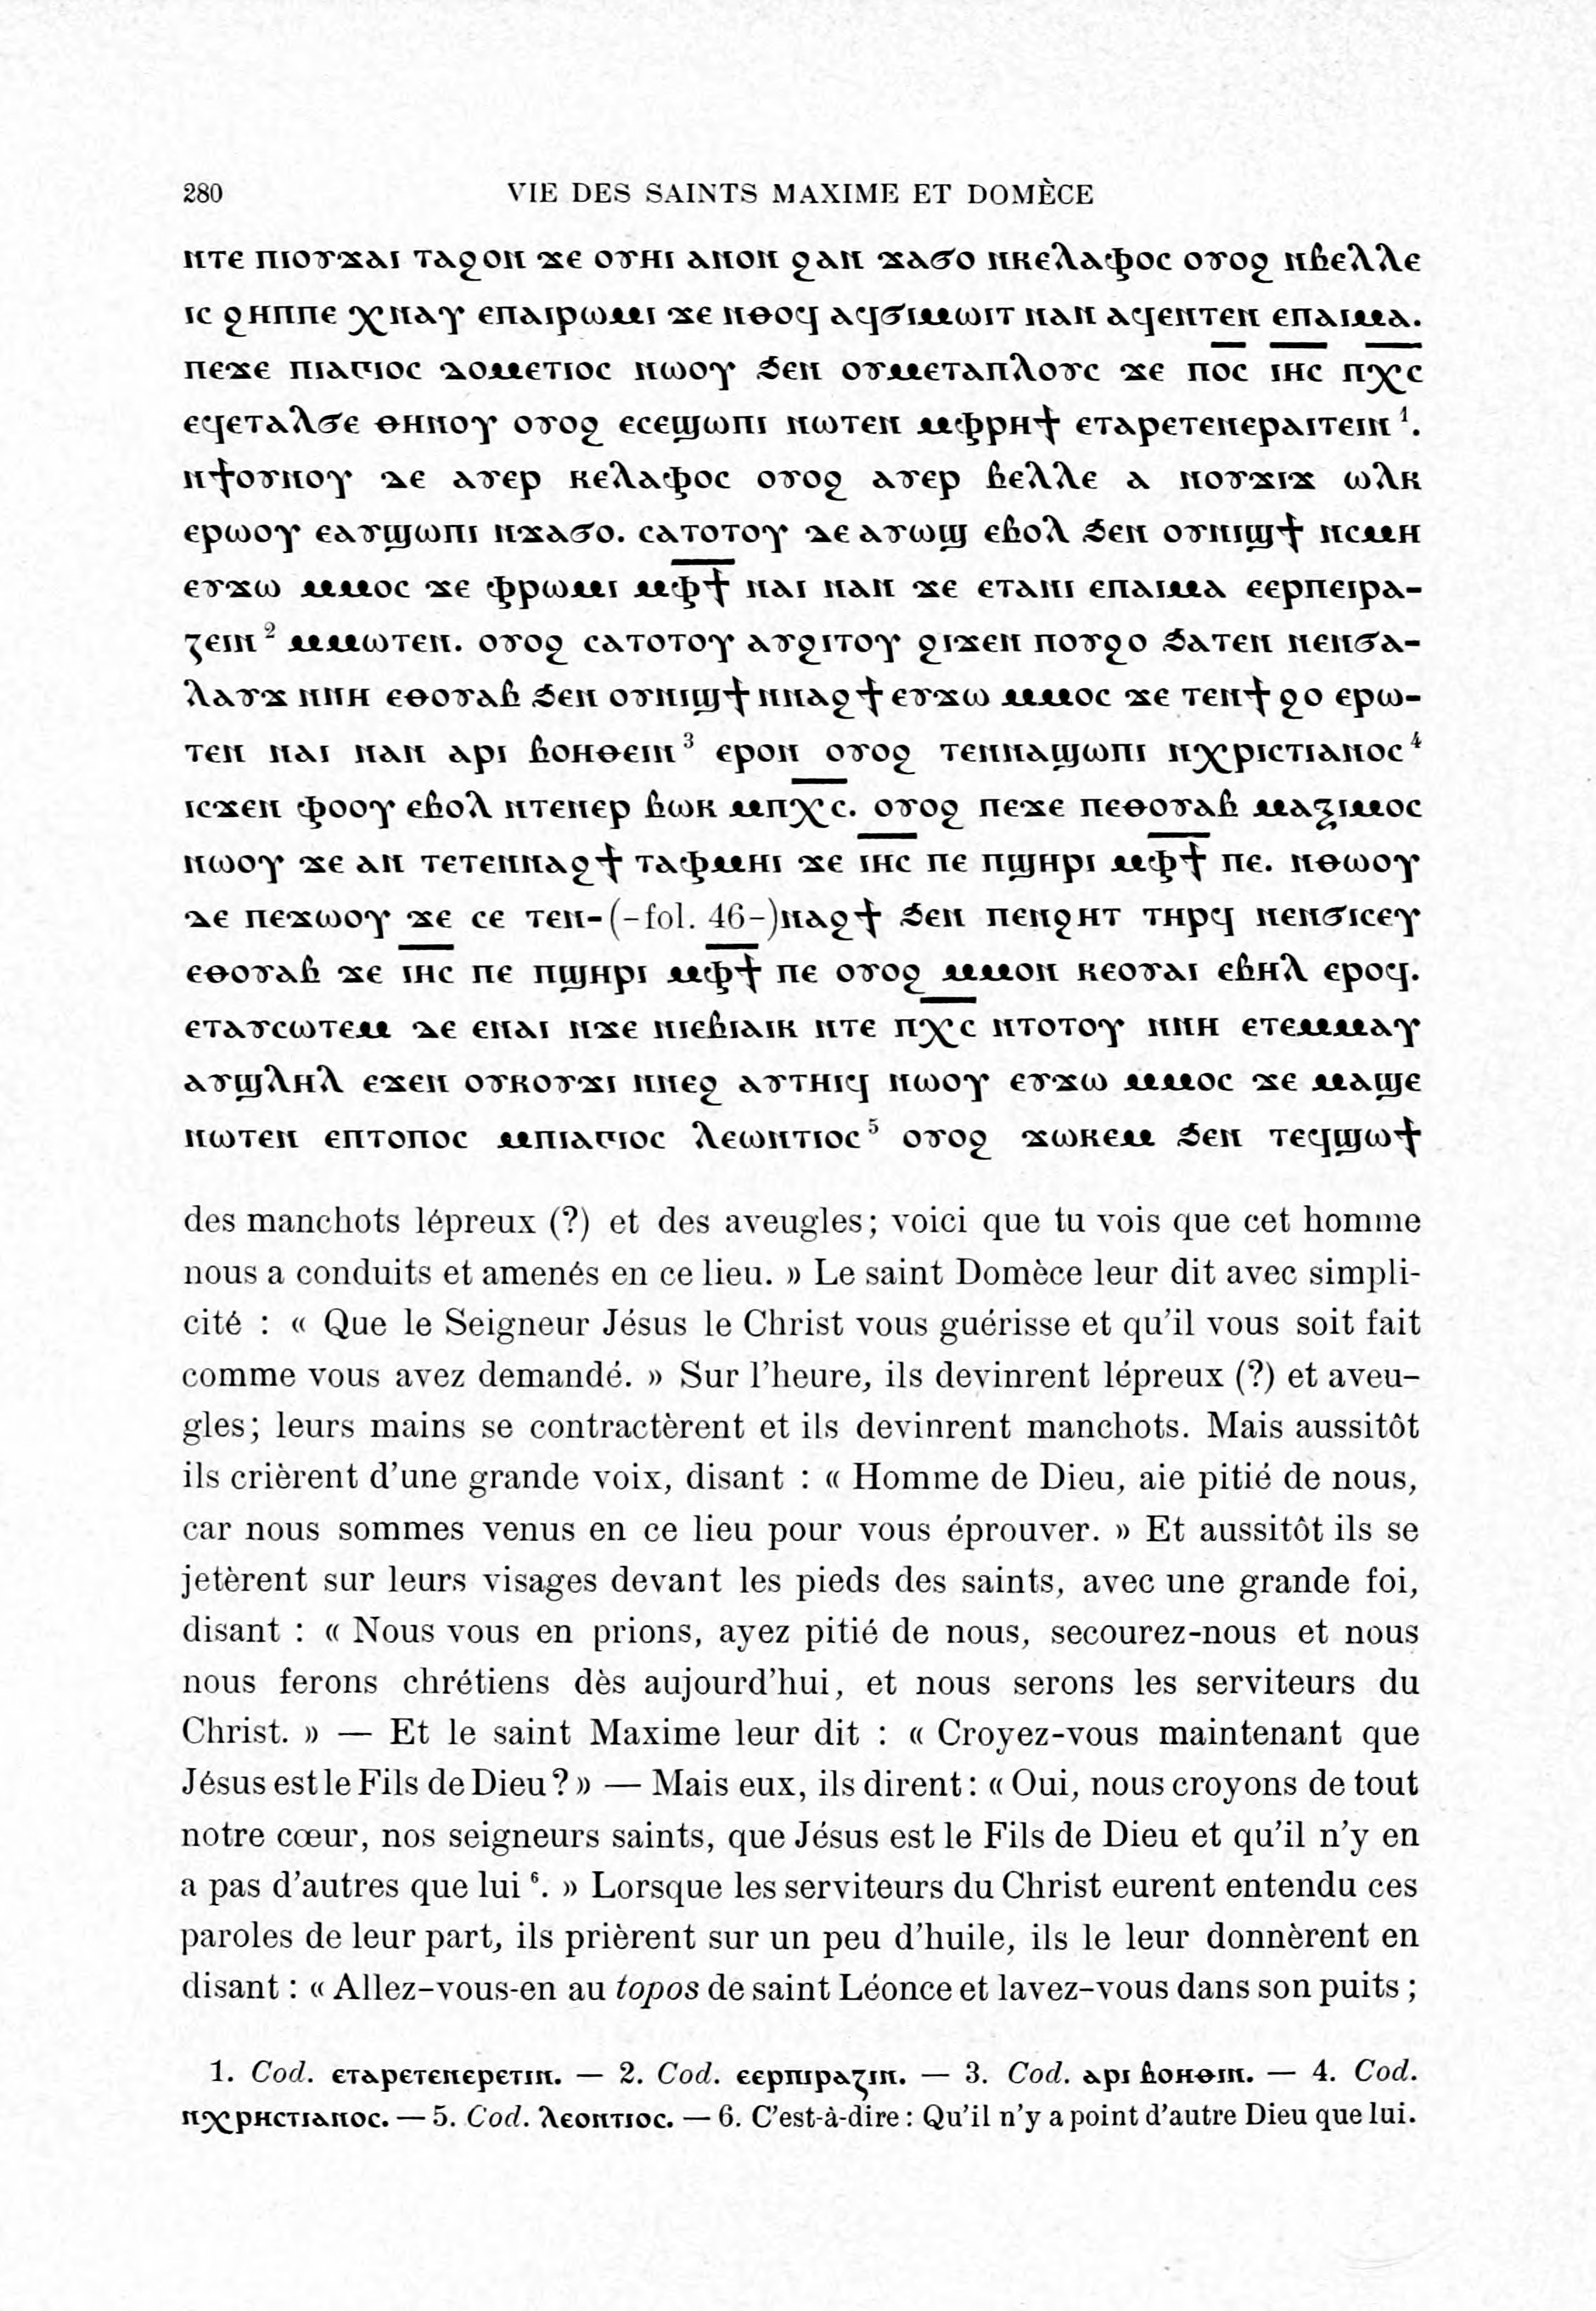 280 VIE DES SAINTS MAXIME ET DOMÈCE
ⲛⲧⲉ ⲡⲓⲟⲩϫⲁⲓ ⲧⲁϩⲟⲛ ϫⲉ ⲟⲩⲏⲓ ⲁⲛⲟⲛ ϩⲁⲛ ϫⲁϭⲟ ⲛⲕⲉⲗⲁⲫⲟⲥ ⲟⲩⲟϩ ⲛⲃⲉⲗⲗⲉ
ⲓⲥ ϩⲏⲡⲡⲉ ⲭⲛⲁⲩ ⲉⲡⲁⲓⲣⲱⲙⲓ ϫⲉ ⲛⲑⲟϥ ⲁϥϭⲓⲙⲱⲓⲧ ⲛⲁⲛ ⲁϥⲉⲛⲧⲉⲛ ⲉⲡⲁⲓⲙⲁ.
ⲡⲉϫⲉ ⲡⲓⲁⲅⲓⲟⲥ ⲇⲟⲙⲉⲧⲓⲟⲥ ⲛⲱⲟⲩ ϧⲉⲛ ⲟⲩⲙⲉⲧⲁⲡⲗⲟⲩⲥ ϫⲉ ⲡ̅ⲟ̅ⲥ̅ ⲓ̅ⲏ̅ⲥ̅ ⲡ̅ⲭ̅ⲥ̅
ⲉϥⲉⲧⲁⲗϭⲉ ⲑⲏⲛⲟⲩ ⲟⲩⲟϩ ⲉⲥⲉϣⲱⲡⲓ ⲛⲱⲧⲉⲛ ⲙⲫⲣⲏϯ ⲉⲧⲁⲣⲉⲧⲉⲛⲉⲣⲁⲓⲧⲉⲓⲛ ¹.
ⲛϯⲟⲩⲛⲟⲩ ⲇⲉ ⲁⲩⲉⲣ ⲕⲉⲗⲁⲫⲟⲥ ⲟⲩⲟϩ ⲁⲩⲉⲣ ⲃⲉⲗⲗⲉ ⲁ ⲛⲟⲩϫⲓϫ ⲱⲗⲕ
ⲉⲣⲱⲟⲩ ⲉⲁⲩϣⲱⲡⲓ ⲛϫⲁϭⲟ. ⲥⲁⲧⲟⲧⲟⲩ ⲇⲉ ⲁⲩⲱϣ ⲉⲃⲟⲗ ϧⲉⲛ ⲟⲩⲛⲓϣϯ ⲛⲥⲙⲏ
ⲉⲩϫⲱ ⲙⲙⲟⲥ ϫⲉ ⲫⲣⲱⲙⲓ ⲙⲫ̅ϯ̅ ⲛⲁⲓ ⲛⲁⲛ ϫⲉ ⲉⲧⲁⲛⲓ ⲉⲡⲁⲓⲙⲁ ⲉⲉⲣⲡⲉⲓⲣⲁ-
ⲍⲉⲓⲛ ² ⲙⲙⲱⲧⲉⲛ. ⲟⲩⲟϩ ⲥⲁⲧⲟⲧⲟⲩ ⲁⲩϩⲓⲧⲟⲩ ϩⲓϫⲉⲛ ⲡⲟⲩϩⲟ ϧⲁⲧⲉⲛ ⲛⲉⲛϭⲁ-
ⲗⲁⲩϫ ⲛⲛⲏ ⲉⲑⲟⲩⲁⲃ ϧⲉⲛ ⲟⲩⲛⲓϣϯ ⲛⲛⲁϩϯ ⲉⲩϫⲱ ⲙⲙⲟⲥ ϫⲉ ⲧⲉⲛϯ ϩⲟ ⲉⲣⲱ-
ⲧⲉⲛ ⲛⲁⲓ ⲛⲁⲛ ⲁⲣⲓ ⲃⲟⲏⲑⲉⲓⲛ ³ ⲉⲣⲟⲛ ⲟⲩⲟϩ ⲧⲉⲛⲛⲁϣⲱⲡⲓ ⲛⲭⲣⲓⲥⲧⲓⲁⲛⲟⲥ ⁴
ⲓⲥϫⲉⲛ ⲫⲟⲟⲩ ⲉⲃⲟⲗ ⲛⲧⲉⲛⲉⲣ ⲃⲱⲕ ⲙⲡ̅ⲭ̅ⲥ̅. ⲟⲩⲟϩ ⲡⲉϫⲉ ⲡⲉⲑⲟⲩⲁⲃ ⲙⲁⲝⲓⲙⲟⲥ
ⲛⲱⲟⲩ ϫⲉ ⲁⲛ ⲧⲉⲧⲉⲛⲛⲁϩϯ ⲧⲁⲫⲙⲏⲓ ϫⲉ ⲓ̅ⲏ̅ⲥ̅ ⲡⲉ ⲡϣⲏⲣⲓ ⲙⲫ̅ϯ̅ ⲡⲉ. ⲛⲑⲱⲟⲩ
ⲇⲉ ⲡⲉϫⲱⲟⲩ ϫⲉ ⲥⲉ ⲧⲉⲛ-(-fol. 46-)ⲛⲁϩϯ ϧⲉⲛ ⲡⲉⲛϩⲏⲧ ⲧⲏⲣϥ ⲛⲉⲛϭⲓⲥⲉⲩ
ⲉⲑⲟⲩⲁⲃ ϫⲉ ⲓ̅ⲏ̅ⲥ̅ ⲡⲉ ⲡϣⲏⲣⲓ ⲙⲫ̅ϯ̅ ⲡⲉ ⲟⲩⲟϩ ⲙⲙⲟⲛ ⲕⲉⲟⲩⲁⲓ ⲉⲃⲏⲗ ⲉⲣⲟϥ.
ⲉⲧⲁⲩⲥⲱⲧⲉⲙ ⲇⲉ ⲉⲛⲁⲓ ⲛϫⲉ ⲛⲓⲉⲃⲓⲁⲓⲕ ⲛⲧⲉ ⲡ̅ⲭ̅ⲥ̅ ⲛⲧⲟⲧⲟⲩ ⲛⲛⲏ ⲉⲧⲉⲙⲙⲁⲩ
ⲁⲩϣⲗⲏⲗ ⲉϫⲉⲛ ⲟⲩⲕⲟⲩϫⲓ ⲛⲛⲉϩ ⲁⲩⲧⲏⲓϥ ⲛⲱⲟⲩ ⲉⲩϫⲱ ⲙⲙⲟⲥ ϫⲉ ⲙⲁϣⲉ
ⲛⲱⲧⲉⲛ ⲉⲡⲧⲟⲡⲟⲥ ⲙⲡⲓⲁⲅⲓⲟⲥ ⲗⲉⲱⲛⲧⲓⲟⲥ ⁵ ⲟⲩⲟϩ ϫⲱⲕⲉⲙ ϧⲉⲛ ⲧⲉϥϣⲱϯ
des manchots lépreux (?) et des aveugles; voici que tu vois que cet homme
nous a conduits et amenés en ce lieu. » Le saint Domèce leur dit avec simpli-
cité : « Que le Seigneur Jésus le Christ vous guérisse et qu'il vous soit fait
comme vous avez demandé. » Sur l'heure, ils devinrent lépreux (?) et aveu-
gles; leurs mains se contractèrent et ils devinrent manchots. Mais aussitôt
ils crièrent d'une grande voix, disant : « Homme de Dieu, aie pitié de nous,
car nous sommes venus en ce lieu pour vous éprouver. » Et aussitôt ils se
jetèrent sur leurs visages devant les pieds des saints, avec une grande foi,
disant : « Nous vous en prions, ayez pitié de nous, secourez-nous et nous
nous ferons chrétiens dès aujourd'hui, et nous serons les serviteurs du
Christ. » — Et le saint Maxime leur dit : « Croyez-vous maintenant que
Jésus est le Fils de Dieu ? » — Mais eux, ils dirent : « Oui, nous croyons de tout
notre cœur, nos seigneurs saints, que Jésus est le Fils de Dieu et qu'il n'y en
a pas d'autres que lui ⁶. » Lorsque les serviteurs du Christ eurent entendu ces
paroles de leur part, ils prièrent sur un peu d'huile, ils le leur donnèrent en
disant : « Allez-vous-en au topos de saint Léonce et lavez-vous dans son puits ;
1. Cod. ⲉⲧⲁⲣⲉⲧⲉⲛⲉⲣⲉⲧⲓⲛ. — 2. Cod. ⲉⲉⲣⲡⲓⲣⲁⲍⲓⲛ. — 3. Cod. ⲁⲣⲓ ⲃⲟⲏⲑⲓⲛ. — 4. Cod.
ⲛⲭⲣⲏⲥⲧⲓⲁⲛⲟⲥ. — 5. Cod. ⲗⲉⲟⲛⲧⲓⲟⲥ. — 6. C'est-à-dire : Qu'il n'y a point d'autre Dieu que lui.